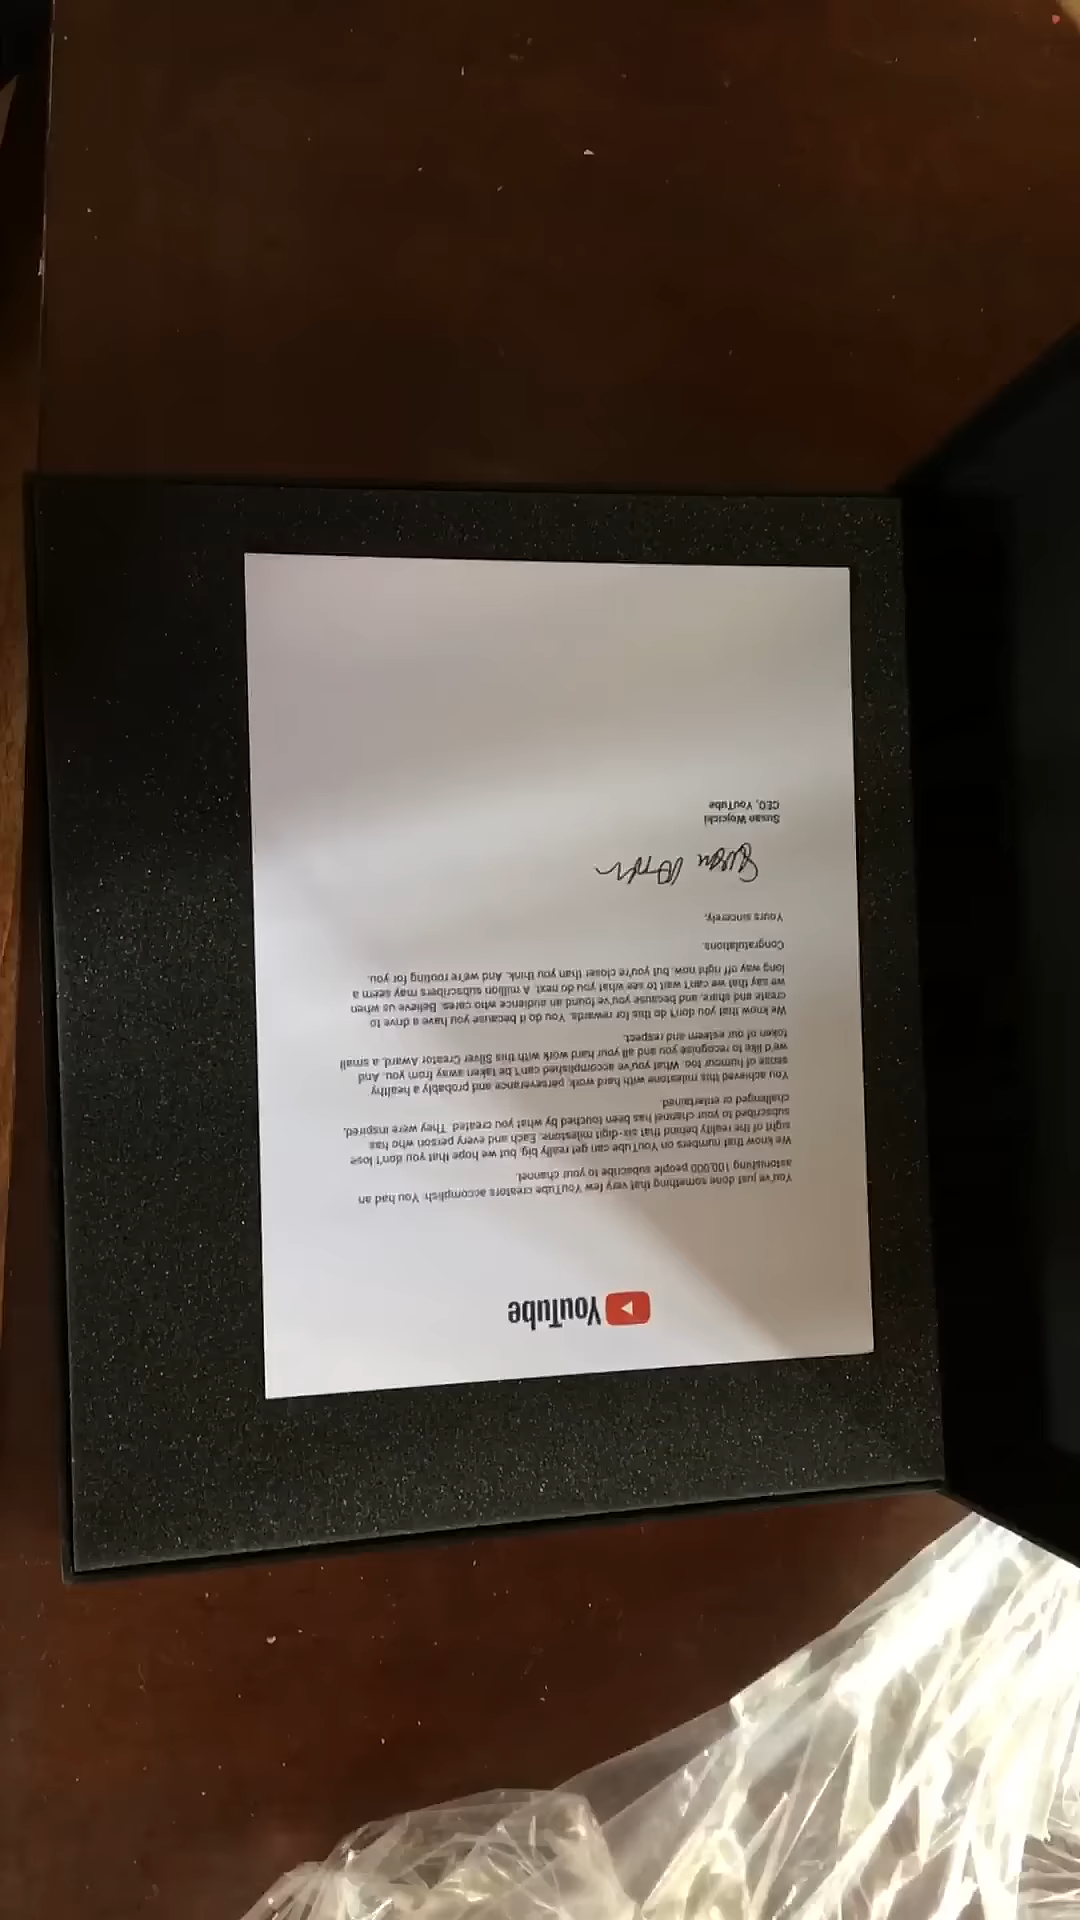 YouTube
You've just done something that very few YouTube creators accomplish. You had an
astonishing 100,000 people subscribe to your channel.
We know that numbers on YouTube can get really big, but we hope that you don't lose
sight of the reality behind that six-digit milestone. Each and every person who has
subscribed to your channel has been touched by what you created. They were inspired,
challenged or entertained.
You achieved this milestone with hard work, perseverance and probably a healthy
sense of humour too. What you've accomplished can't be taken away from you. And
we'd like to recognise you and all your hard work with this Silver Creator Award, a small
token of our esteem and respect.
We know that you don't do this for rewards. You do it because you have a drive to
create and share, and because you've found an audience who cares. Believe us when
we say that we can't wait to see what you do next. A million subscribers may seem a
long way off right now, but you're closer than you think. And we're rooting for you.
Congratulations.
Yours sincerely,
Susan Wojcicki
CEO, YouTube